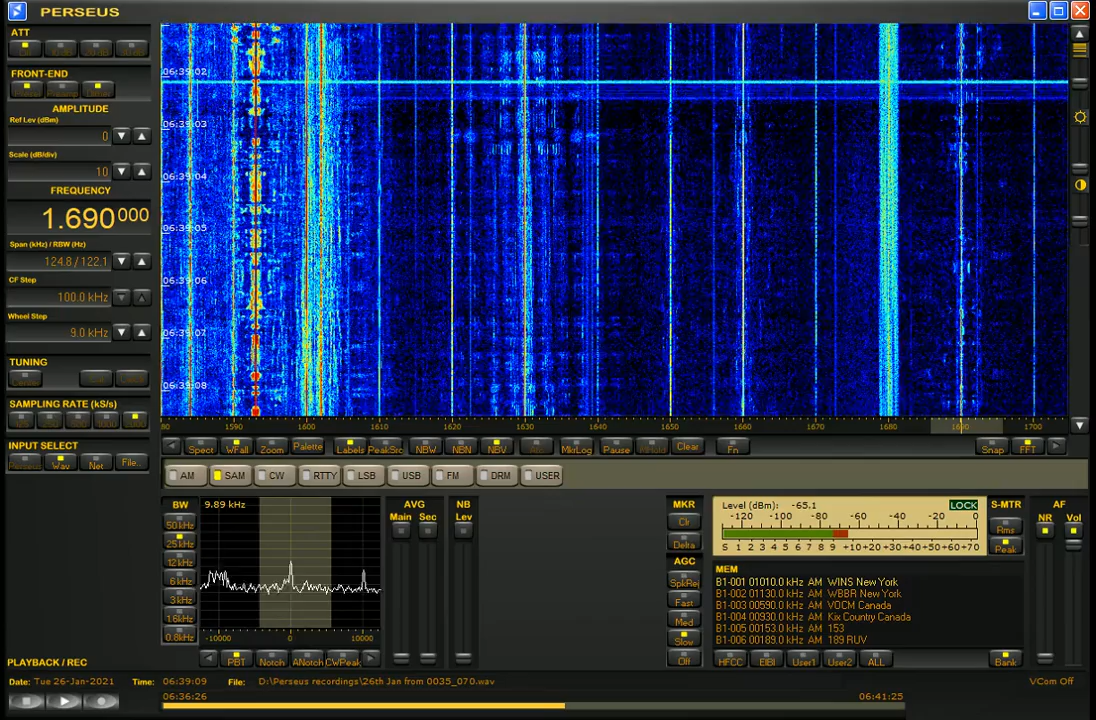 PERSEUS
ATT
FRONT-END
AMPLITUDE
Ref Lev (dBm)
0
Scale (dB/div)
10
FREQUENCY
1.690000
Span (kHz) / RBW (Hz)
124.8 / 122.1
CF Step
100.0 kHz
Wheel Step
9.0 kHz
TUNING
SAMPLING RATE (kS/s)
INPUT SELECT
Perseus Wav Net File..
06:39:02
06:39:03
06:39:04
06:39:05
06:39:06
06:39:07
06:39:08
80 1590 1600 1610 1620 1630 1640 1650 1660 1670 1680 1690 1700
Spect WFall Zoom Palette Labels PeakSrc NBW NBN NBV MkrLog Pause Clear Fn Snap FFT
AM SAM CW RTTY LSB USB FM DRM USER
BW
50 kHz
25 kHz
12 kHz
6 kHz
3 kHz
1.6 kHz
0.8 kHz
9.89 kHz
-10000 0 10000
PBT Notch ANotch CWPeak
AVG
Main Sec
NB
Lev
MKR
Clr
Delta
AGC
Fast
Med
Slow
Off
Level (dBm): -65.1 LOCK
-120 -100 -80 -60 -40 -20 0
S 1 2 3 4 5 6 7 8 9 +10+20+30+40+50+60+70
S-MTR
Rms
Peak
AF
NR Vol
MEM
B1-001 01010.0 kHz AM WINS New York
B1-002 01130.0 kHz AM WBBR New York
B1-003 00590.0 kHz AM VOCM Canada
B1-004 00930.0 kHz AM Kix Country Canada
B1-005 00153.0 kHz AM 153
B1-006 00189.0 kHz AM 189 RUV
HFCC EIBI User1 User2 ALL Bank
PLAYBACK / REC
Date: Tue 26-Jan-2021 Time: 06:39:09 File: D:\Perseus recordings\26th Jan from 0035_070.wav VCom Off
06:36:26 06:41:25